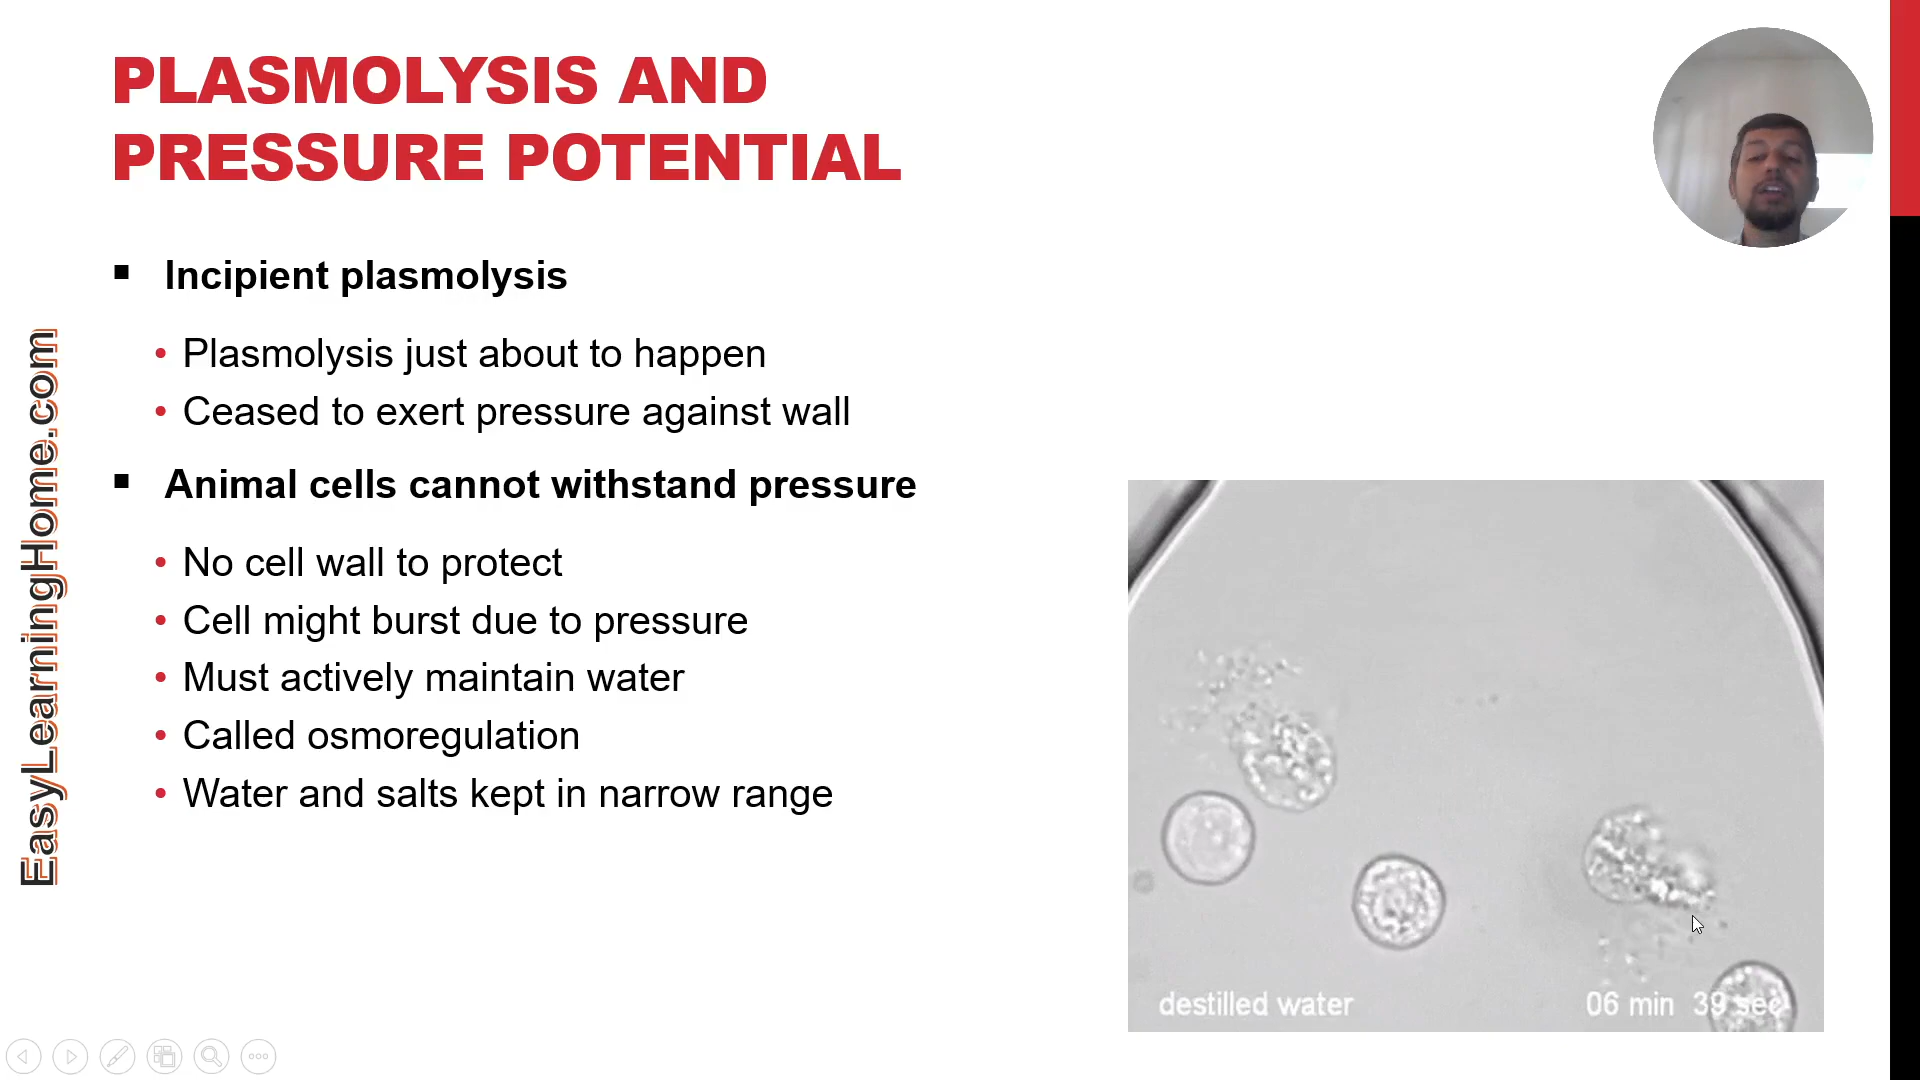 PLASMOLYSIS AND
PRESSURE POTENTIAL
Incipient plasmolysis
Plasmolysis just about to happen
Ceased to exert pressure against wall
Animal cells cannot withstand pressure
No cell wall to protect
Cell might burst due to pressure
Must actively maintain water
Called osmoregulation
Water and salts kept in narrow range
EasyLearningHome.com
destilled water
06 min 39 sec